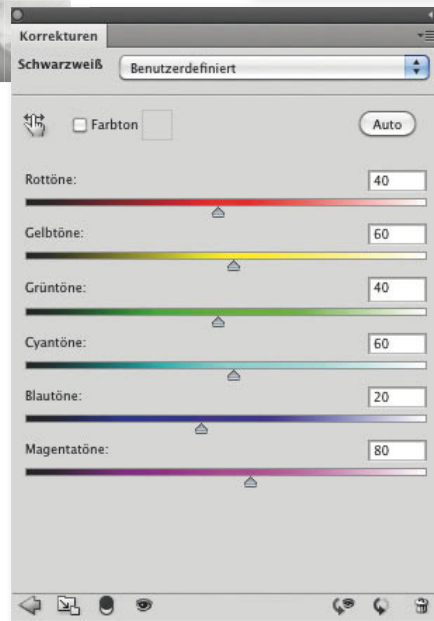 Korrekturen
Schwarzweiß Benutzerdefiniert
Farbton Auto
Rottöne: 40
Gelbtöne: 60
Grüntöne: 40
Cyantöne: 60
Blautöne: 20
Magentatöne: 80